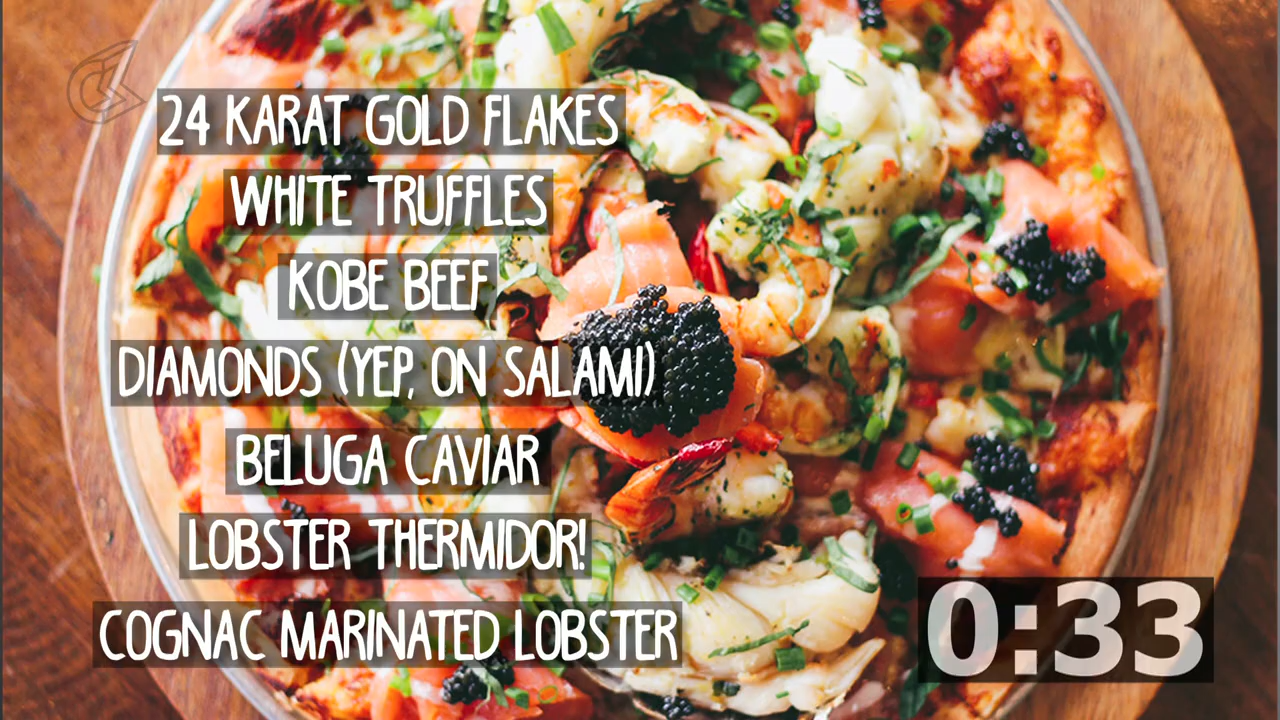 24 KARAT GOLD FLAKES
WHITE TRUFFLES
KOBE BEEF
DIAMONDS (YEP, ON SALAMI)
BELUGA CAVIAR
LOBSTER THERMIDOR!
COGNAC MARINATED LOBSTER
0:33